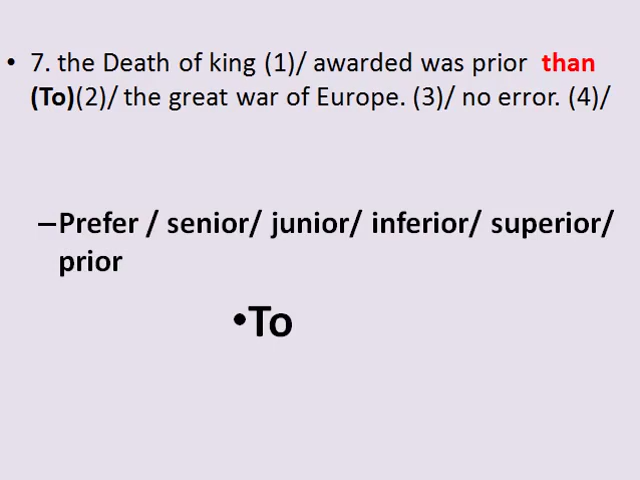 • 7. the Death of king (1)/ awarded was prior than
(To)(2)/ the great war of Europe. (3)/ no error. (4)/
–Prefer / senior/ junior/ inferior/ superior/
prior
•To